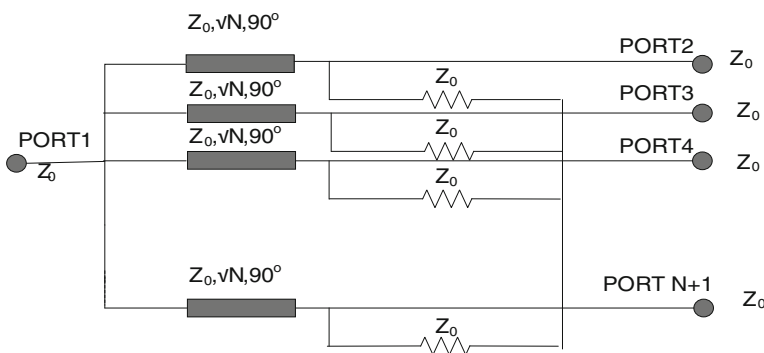 Z₀,√N,90°
PORT2
Z₀
Z₀
Z₀,√N,90°
PORT3
Z₀
Z₀,√N,90°
PORT1
Z₀
Z₀
PORT4
Z₀
Z₀
Z₀,√N,90°
PORT N+1
Z₀
Z₀